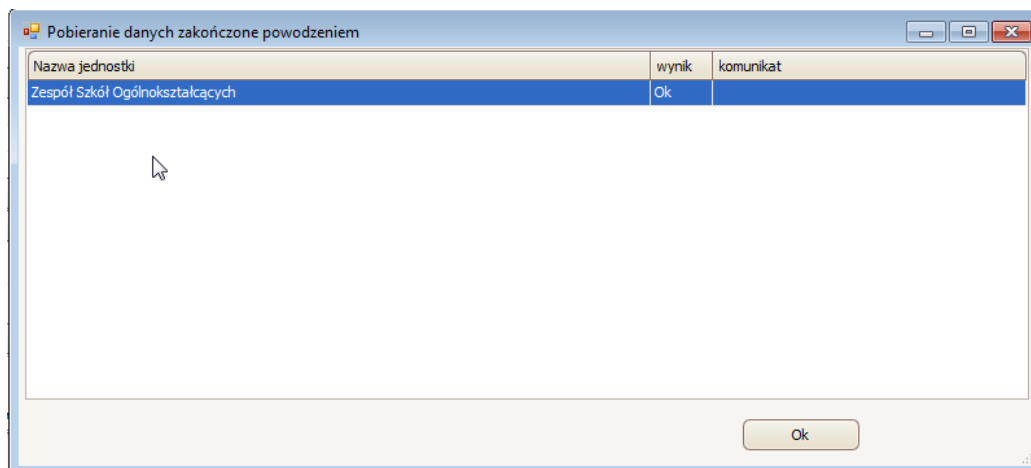 Pobieranie danych zakończone powodzeniem
Nazwa jednostki wynik komunikat
Zespół Szkół Ogólnokształcących Ok
Ok